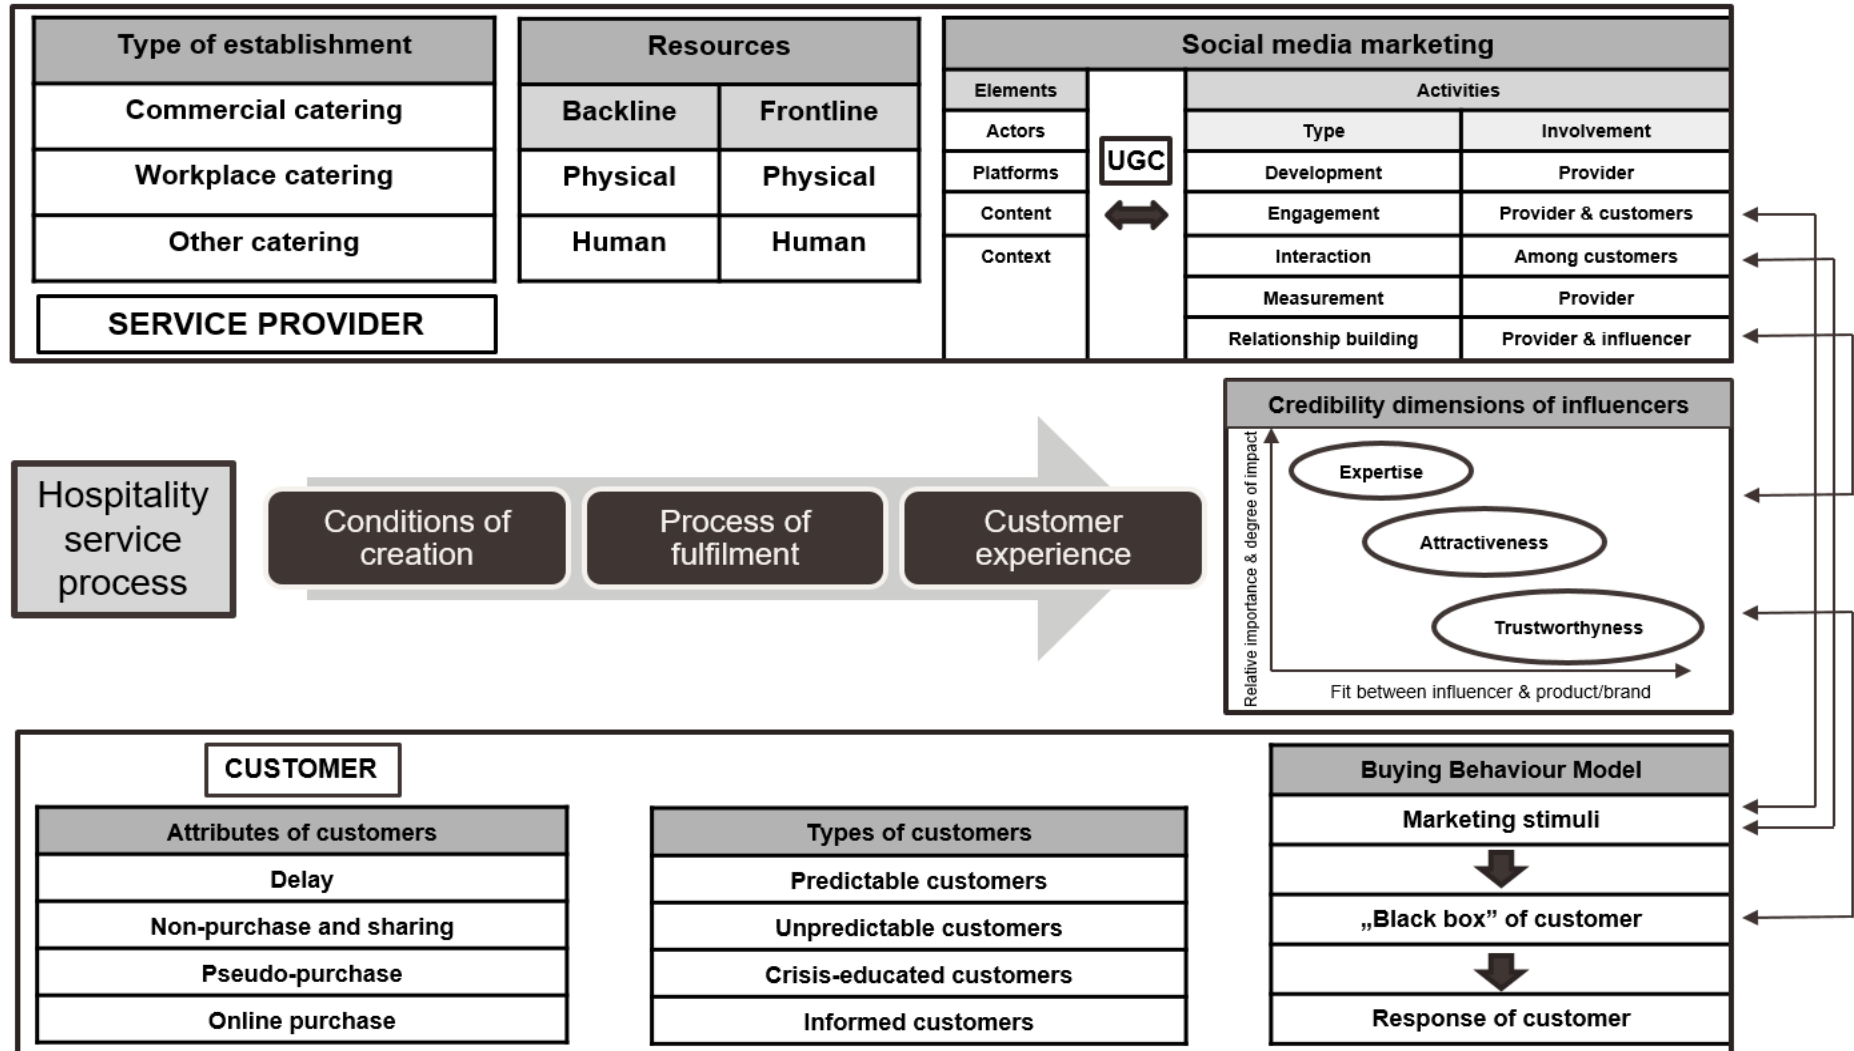 Type of establishment
Commercial catering
Workplace catering
Other catering
SERVICE PROVIDER
Resources
Backline Frontline
Physical Physical
Human Human
Social media marketing
Elements
Actors
Platforms
Content
Context
UGC
Activities
Type Involvement
Development Provider
Engagement Provider & customers
Interaction Among customers
Measurement Provider
Relationship building Provider & influencer
Hospitality
service
process
Conditions of
creation
Process of
fulfilment
Customer
experience
Credibility dimensions of influencers
Relative importance & degree of impact
Expertise
Attractiveness
Trustworthyness
Fit between influencer & product/brand
CUSTOMER
Attributes of customers
Delay
Non-purchase and sharing
Pseudo-purchase
Online purchase
Types of customers
Predictable customers
Unpredictable customers
Crisis-educated customers
Informed customers
Buying Behaviour Model
Marketing stimuli
„Black box” of customer
Response of customer